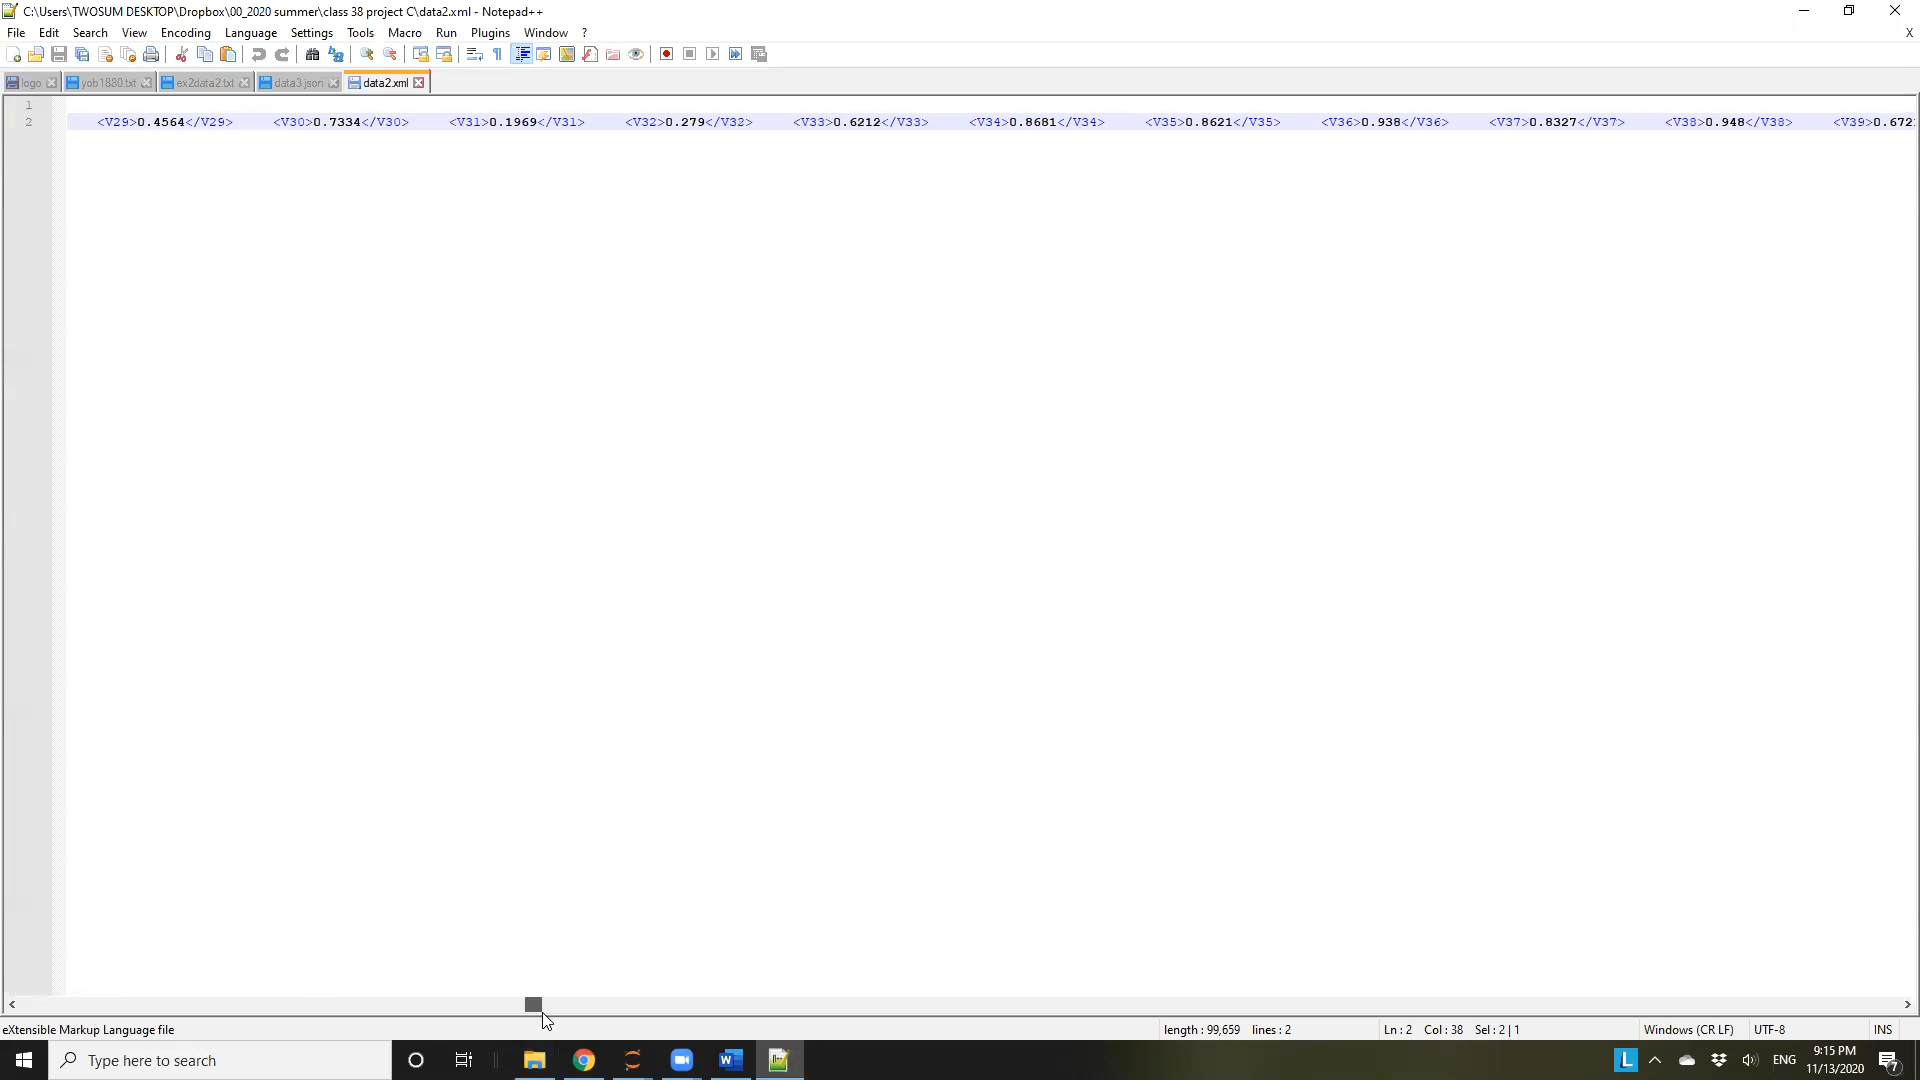 C:\Users\TWOSUM DESKTOP\Dropbox\00_2020 summer\class 38 project C\data2.xml - Notepad++
File Edit Search View Encoding Language Settings Tools Macro Run Plugins Window ? X
logo yob1880.txt ex2data2.txt data3.json data2.xml
1
2 <V29>0.4564</V29> <V30>0.7334</V30> <V31>0.1969</V31> <V32>0.279</V32> <V33>0.6212</V33> <V34>0.8681</V34> <V35>0.8621</V35> <V36>0.938</V36> <V37>0.8327</V37> <V38>0.948</V38> <V39>0.672
eXtensible Markup Language file length : 99,659 lines : 2 Ln : 2 Col : 38 Sel : 2 | 1 Windows (CR LF) UTF-8 INS
Type here to search L ENG 9:15 PM
11/13/2020 7